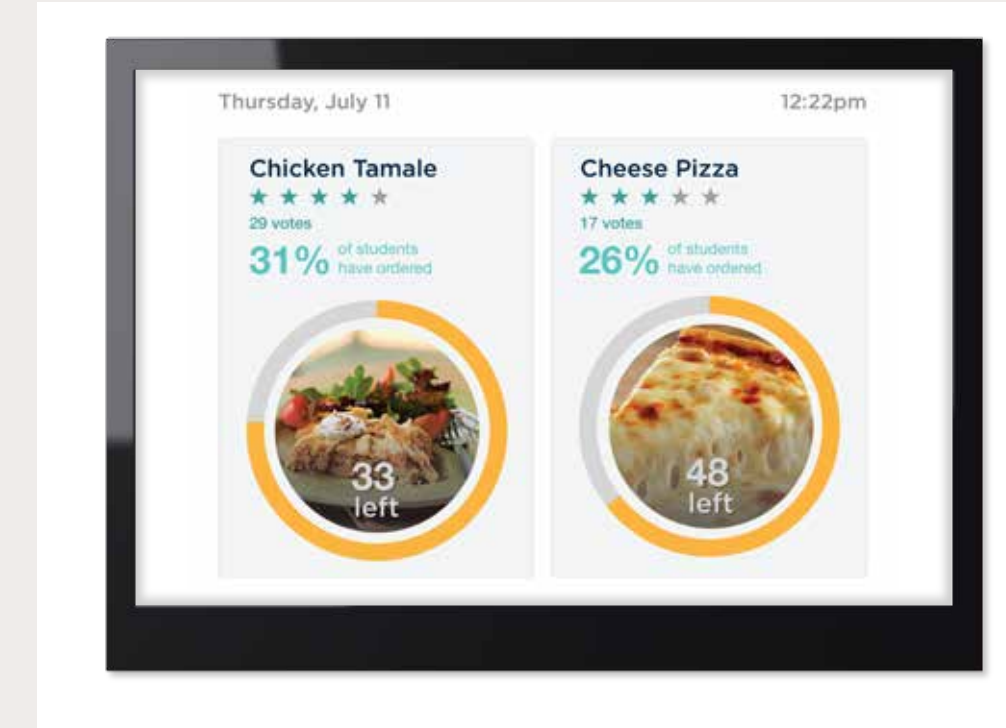 Thursday, July 11
12:22pm
Chicken Tamale
29 votes
31% of students
have ordered
33
left
Cheese Pizza
17 votes
26% of students
have ordered
48
left